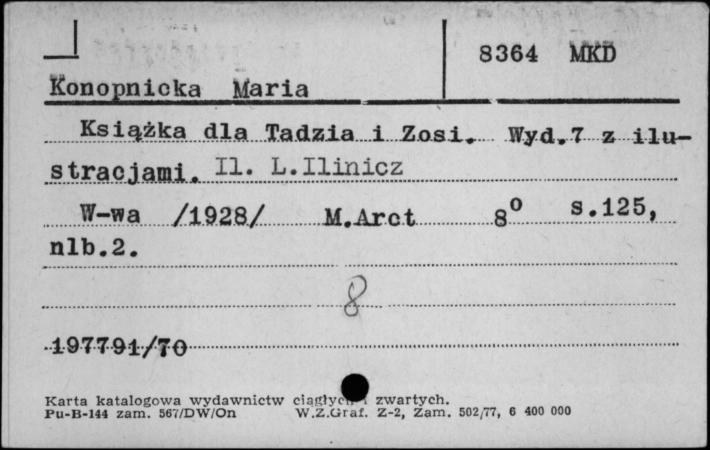 8364 MKD
Konopnicka Maria
Książka dla Tadzia i Zosi. Wyd.7 z ilu-
stracjami. Il. L.Ilinicz
W-wa /1928/ M.Arct 8° s.125,
nlb.2.
8
197791/70
Karta katalogowa wydawnictw ciągłych i zwartych.
Pu-B-144 zam. 567/DW/On W.Z.Graf. Z-2, Zam. 502/77, 6 400 000